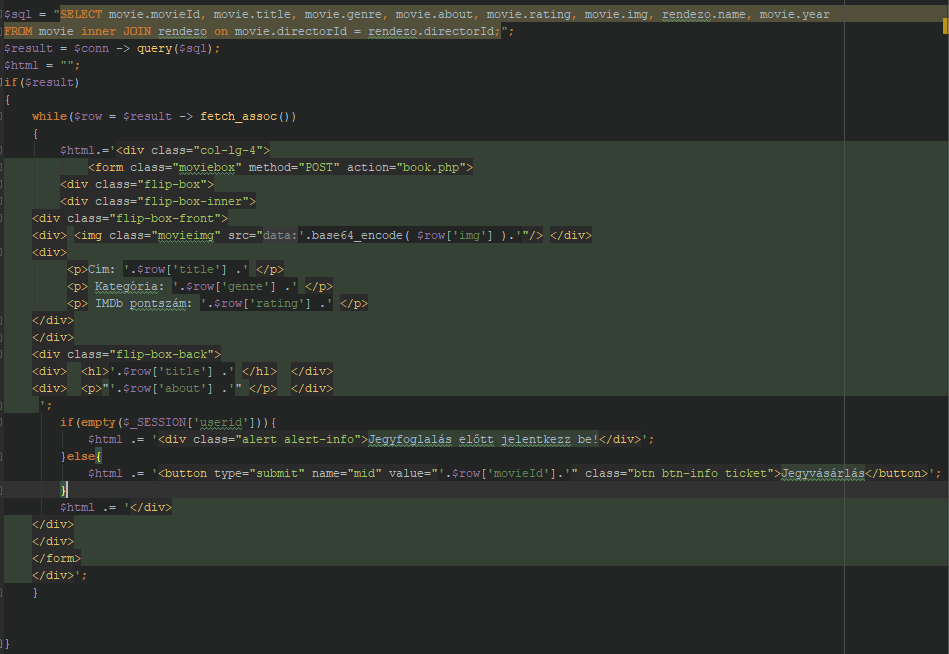 $sql = "SELECT movie.movieId, movie.title, movie.genre, movie.about, movie.rating, movie.img, rendezo.name, movie.year
FROM movie inner JOIN rendezo on movie.directorId = rendezo.directorId;";
$result = $conn -> query($sql);
$html = "";
if($result)
{
    while($row = $result -> fetch_assoc())
    {
        $html.='<div class="col-lg-4">
            <form class="moviebox" method="POST" action="book.php">
        <div class="flip-box">
        <div class="flip-box-inner">
    <div class="flip-box-front">
    <div> <img class="movieimg" src="data:'.base64_encode( $row['img'] ).'"/> </div>
    <div>
         <p>Cím: '.$row['title'] .' </p>
         <p> Kategória: '.$row['genre'] .' </p>
         <p> IMDb pontszám: '.$row['rating'] .' </p>
    </div>
    </div>
    <div class="flip-box-back">
    <div>  <h1>'.$row['title'] .' </h1>  </div>
    <div>  <p>"'.$row['about'] .'" </p>  </div>
     ';
        if(empty($_SESSION['userid'])){
            $html .= '<div class="alert alert-info">Jegyfoglalás előtt jelentkezz be!</div>';
        }else{
            $html .= '<button type="submit" name="mid" value="'.$row['movieId'].'" class="btn btn-info ticket">Jegyvásárlás</button>';
        }
        $html .= '</div>
    </div>
    </div>
    </form>
    </div>';
    }
}